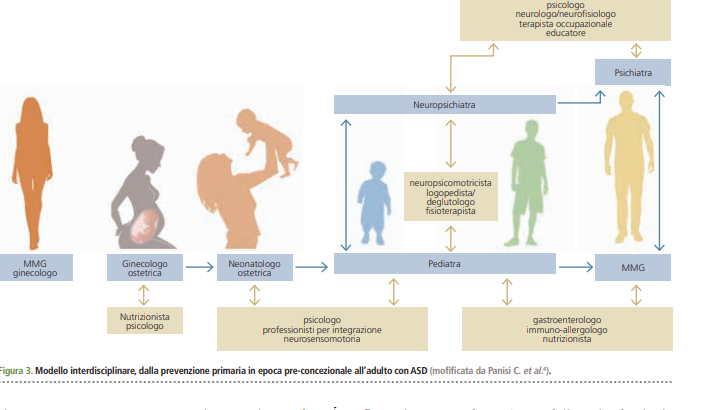 psicologo
neurologo/neurofisiologo
terapista occupazionale
educatore
Psichiatra
Neuropsichiatra
neuropsicomotricista
logopedista/
deglutologo
fisioterapista
MMG
ginecologo
Ginecologo
ostetrica
Neonatologo
ostetrica
Pediatra
MMG
Nutrizionista
psicologo
psicologo
professionisti per integrazione
neurosensomotoria
gastroenterologo
immuno-allergologo
nutrizionista
Figura 3. Modello interdisciplinare, dalla prevenzione primaria in epoca pre-concezionale all'adulto con ASD (mofificata da Panisi C. et al.⁶).